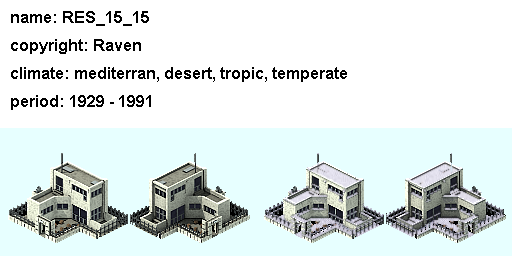 name: RES_15_15
copyright: Raven
climate: mediterran, desert, tropic, temperate
period: 1929 - 1991